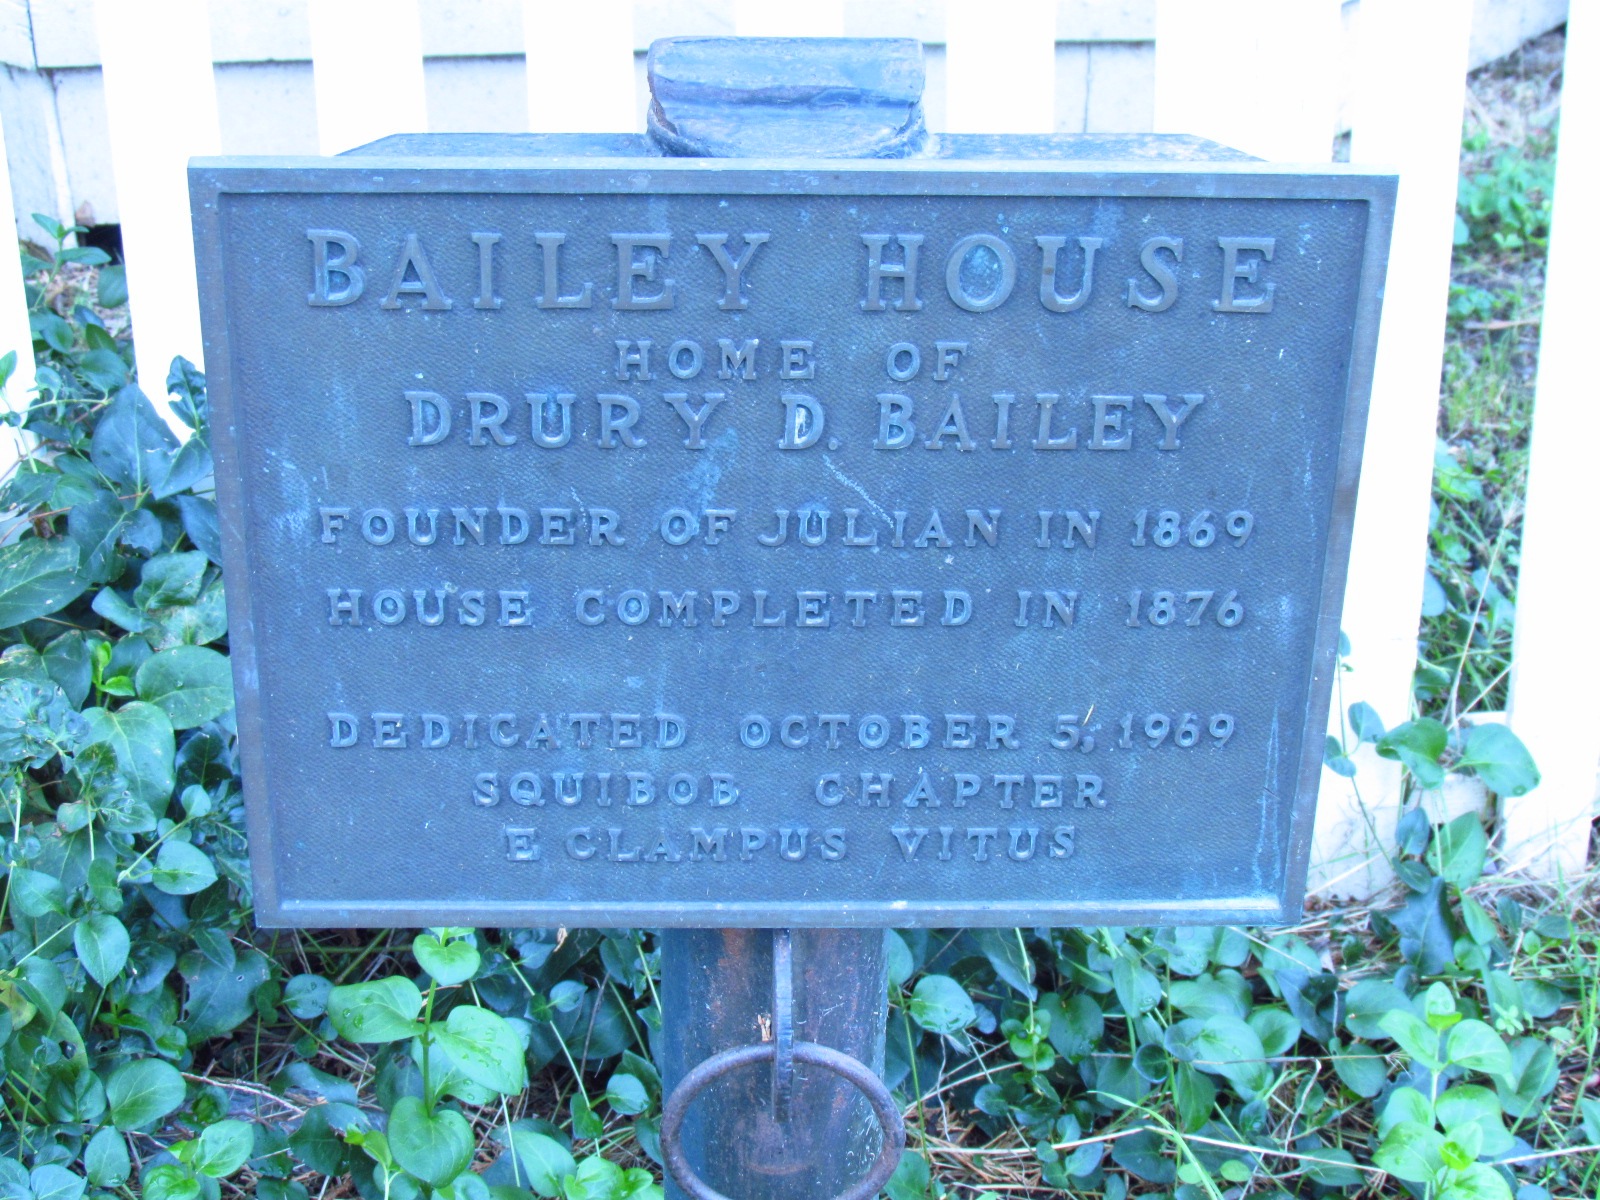 BAILEY HOUSE
HOME OF
DRURY D. BAILEY
FOUNDER OF JULIAN IN 1869
HOUSE COMPLETED IN 1876
DEDICATED OCTOBER 5, 1969
SQUIBOB CHAPTER
E CLAMPUS VITUS